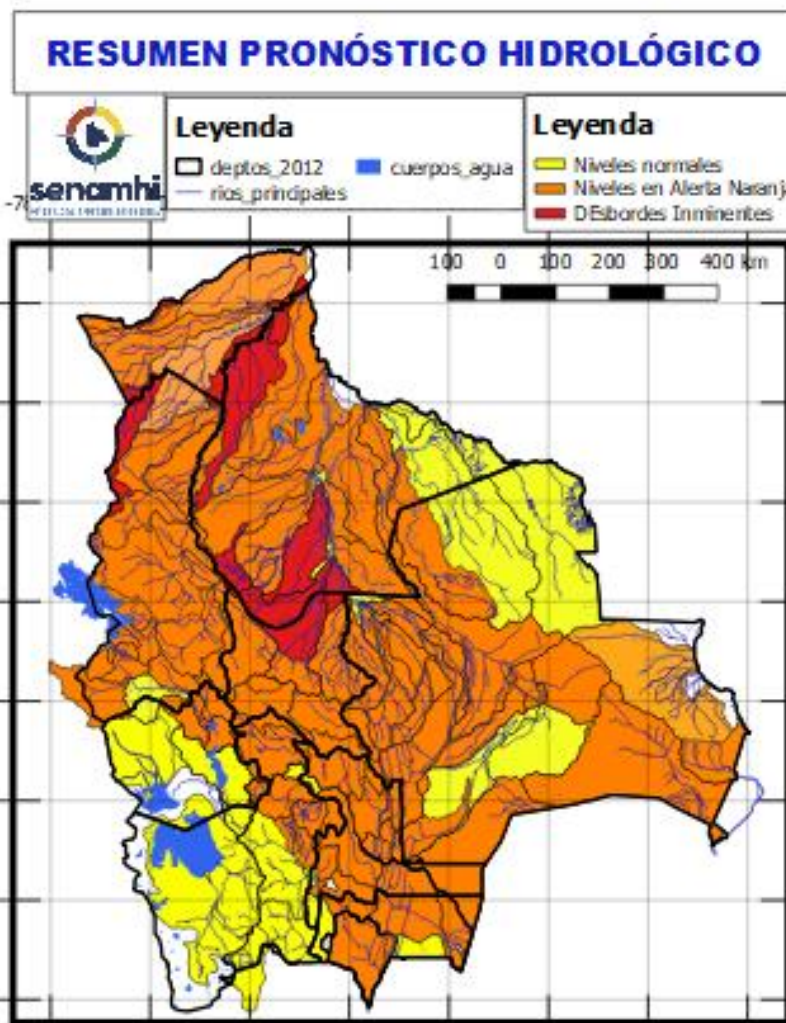 RESUMEN PRONÓSTICO HIDROLÓGICO
senamhi
Leyenda
deptos_2012
cuerpos_agua
rios_principales
Leyenda
Niveles normales
Niveles en Alerta Naranja
DEsbordes Inminentes
100 0 100 200 300 400 km